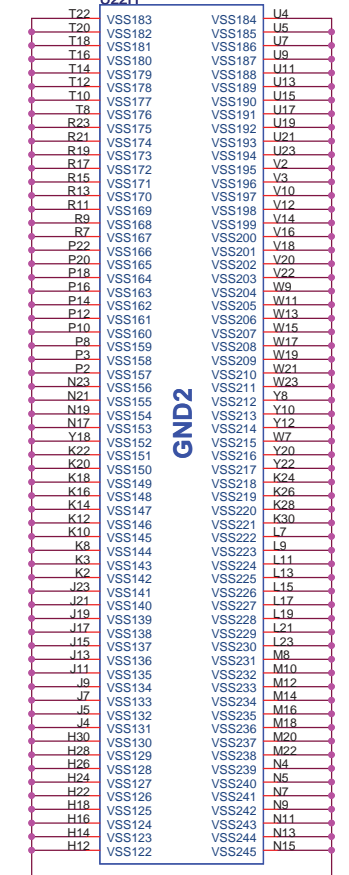 T22 VSS183 VSS184 U4
T20 VSS182 VSS185 U5
T18 VSS181 VSS186 U7
T16 VSS180 VSS187 U9
T14 VSS179 VSS188 U11
T12 VSS178 VSS189 U13
T10 VSS177 VSS190 U15
T8 VSS176 VSS191 U17
R23 VSS175 VSS192 U19
R21 VSS174 VSS193 U21
R19 VSS173 VSS194 U23
R17 VSS172 VSS195 V2
R15 VSS171 VSS196 V3
R13 VSS170 VSS197 V10
R11 VSS169 VSS198 V12
R9 VSS168 VSS199 V14
R7 VSS167 VSS200 V16
P22 VSS166 VSS201 V18
P20 VSS165 VSS202 V20
P18 VSS164 VSS203 V22
P16 VSS163 VSS204 W9
P14 VSS162 VSS205 W11
P12 VSS161 VSS206 W13
P10 VSS160 VSS207 W15
P8 VSS159 VSS208 W17
P3 VSS158 VSS209 W19
P2 VSS157 VSS210 W21
N23 VSS156 VSS211 W23
N21 VSS155 VSS212 Y8
N19 VSS154 VSS213 Y10
N17 VSS153 VSS214 Y12
Y18 VSS152 VSS215 W7
K22 VSS151 VSS216 Y20
K20 VSS150 VSS217 Y22
K18 VSS149 VSS218 K24
K16 VSS148 VSS219 K26
K14 VSS147 VSS220 K28
K12 VSS146 VSS221 K30
K10 VSS145 VSS222 L7
K8 VSS144 VSS223 L9
K3 VSS143 VSS224 L11
K2 VSS142 VSS225 L13
J23 VSS141 VSS226 L15
J21 VSS140 VSS227 L17
J19 VSS139 VSS228 L19
J17 VSS138 VSS229 L21
J15 VSS137 VSS230 L23
J13 VSS136 VSS231 M8
J11 VSS135 VSS232 M10
J9 VSS134 VSS233 M12
J7 VSS133 VSS234 M14
J5 VSS132 VSS235 M16
J4 VSS131 VSS236 M18
H30 VSS130 VSS237 M20
H28 VSS129 VSS238 M22
H26 VSS128 VSS239 N4
H24 VSS127 VSS240 N5
H22 VSS126 VSS241 N7
H18 VSS125 VSS242 N9
H16 VSS124 VSS243 N11
H14 VSS123 VSS244 N13
H12 VSS122 VSS245 N15
GND2